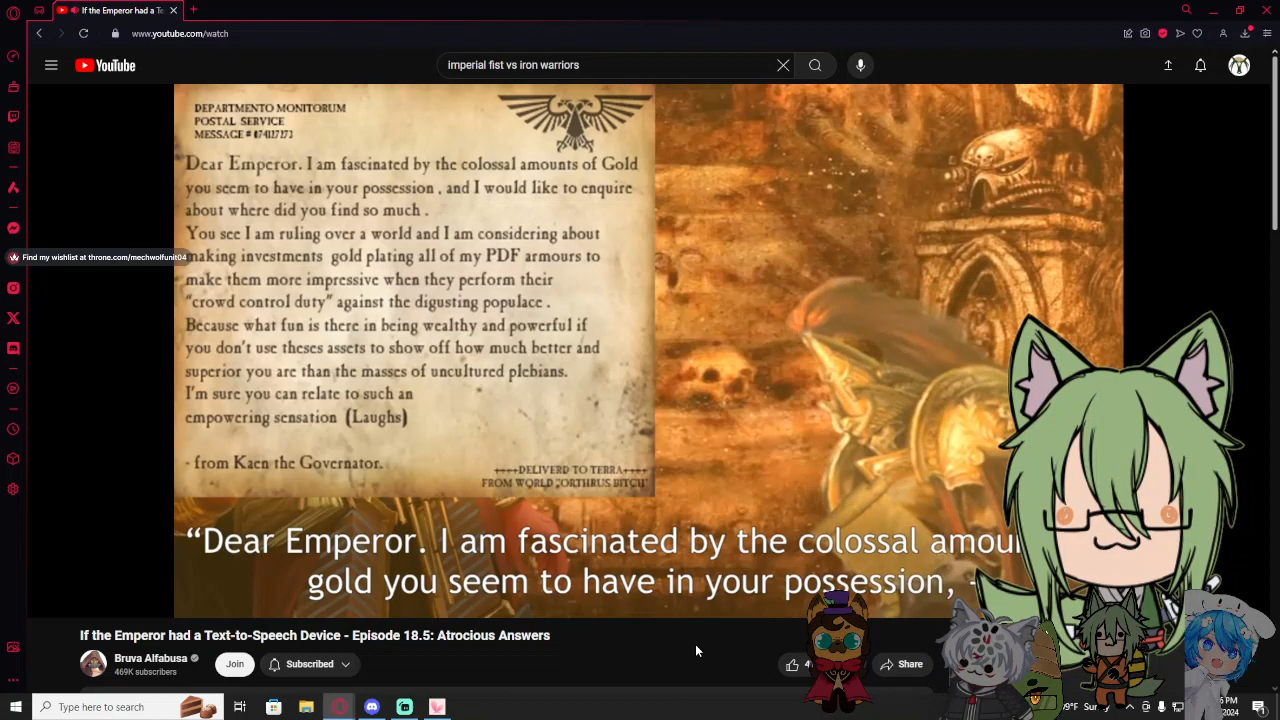 If the Emperor had a Te
www.youtube.com/watch
YouTube
imperial fist vs iron warriors
DEPARTMENTO MONITORUM
POSTAL SERVICE
MESSAGE # 074127273
Dear Emperor. I am fascinated by the colossal amounts of Gold
you seem to have in your possession , and I would like to enquire
about where did you find so much .
You see I am ruling over a world and I am considering about
making investments gold plating all of my PDF armours to
make them more impressive when they perform their
“crowd control duty” against the digusting populace .
Because what fun is there in being wealthy and powerful if
you don't use theses assets to show off how much better and
superior you are than the masses of uncultured plebians.
I'm sure you can relate to such an
empowering sensation (Laughs)
- from Kaen the Governator.
++++DELIVERD TO TERRA++++
FROM WORLD "ORTHRUS BITCH"
Find my wishlist at throne.com/mechwolfunit04
“Dear Emperor. I am fascinated by the colossal amou
gold you seem to have in your possession, -
If the Emperor had a Text-to-Speech Device - Episode 18.5: Atrocious Answers
Bruva Alfabusa
469K subscribers
Join
Subscribed
Share
Type here to search